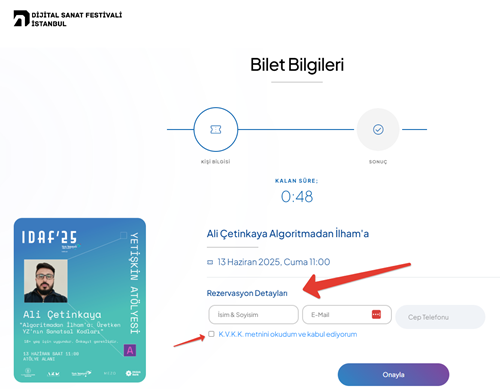 DİJİTAL SANAT FESTİVALİ
İSTANBUL
Bilet Bilgileri
KİŞİ BİLGİSİ
SONUÇ
KALAN SÜRE;
0:48
IDAF'25
YETİŞKİN ATÖLYESİ
Ali Çetinkaya
"Algoritmadan İlham'a: Üretken
YZ'nin Sanatsal Kodları"
13 HAZİRAN SAAT 11:00
ATÖLYE ALANI
A
Ali Çetinkaya Algoritmadan İlham'a
13 Haziran 2025, Cuma 11:00
Rezervasyon Detayları
İsim & Soyisim
E-Mail
Cep Telefonu
K.V.K.K. metnini okudum ve kabul ediyorum
Onayla